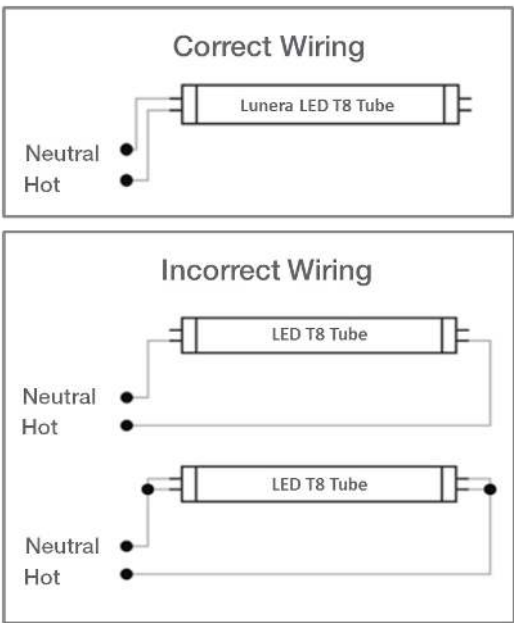 Correct Wiring
Lunera LED T8 Tube
Neutral
Hot
Incorrect Wiring
LED T8 Tube
Neutral
Hot
LED T8 Tube
Neutral
Hot